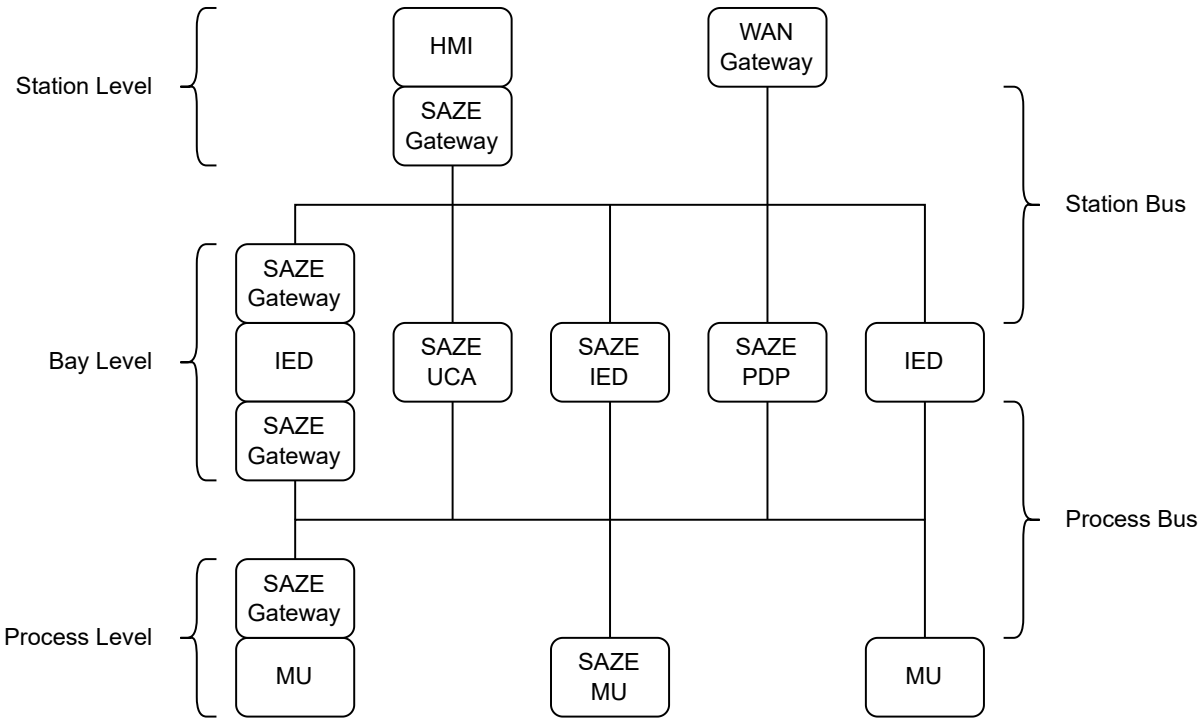 HMI
WAN
Gateway
Station Level
SAZE
Gateway
Station Bus
SAZE
Gateway
Bay Level
IED
SAZE
UCA
SAZE
IED
SAZE
PDP
IED
SAZE
Gateway
Process Bus
SAZE
Gateway
Process Level
MU
SAZE
MU
MU